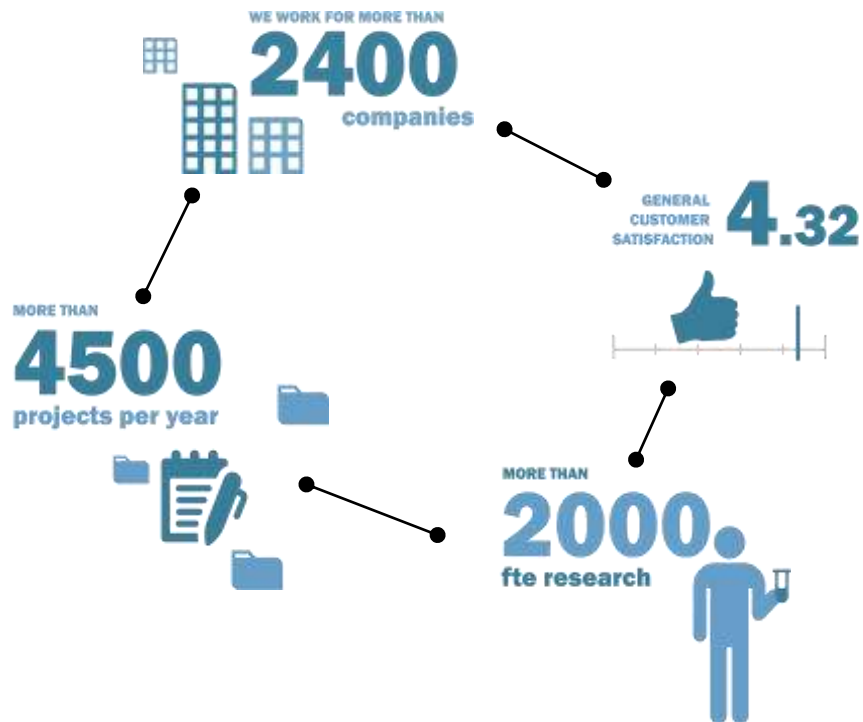 WE WORK FOR MORE THAN
2400
companies
GENERAL
CUSTOMER
SATISFACTION
4.32
MORE THAN
4500
projects per year
MORE THAN
2000
fte research